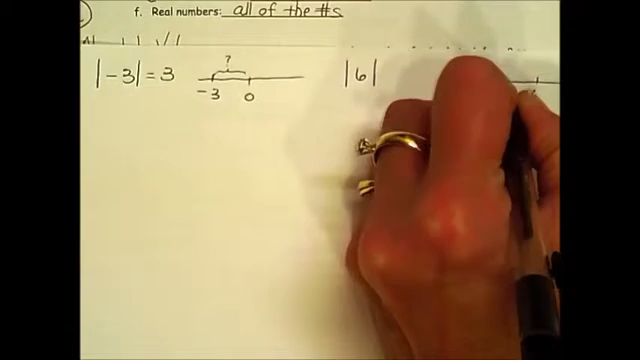 f. Real numbers: all of the #s
|-3| = 3
?
-3 0
|6|